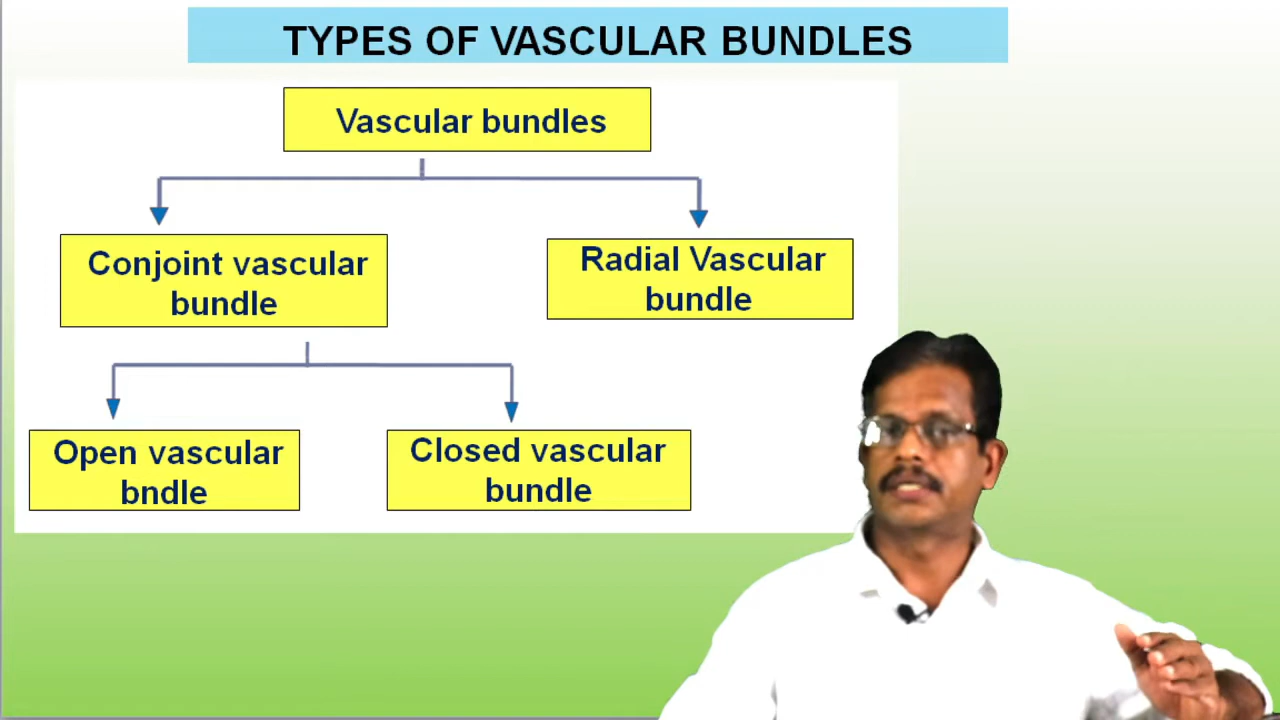 TYPES OF VASCULAR BUNDLES
Vascular bundles
Conjoint vascular
bundle
Radial Vascular
bundle
Open vascular
bndle
Closed vascular
bundle